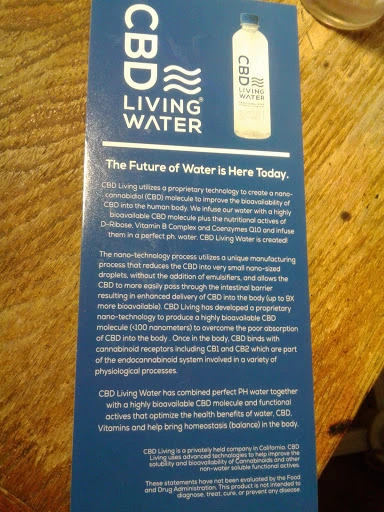 CBD
LIVING®
WATER
CBD
LIVING
WATER
The Future of Water is Here Today.
CBD Living utilizes a proprietary technology to create a nano-
cannabidiol (CBD) molecule to improve the bioavailability of
CBD into the human body. We infuse our water with a highly
bioavailable CBD molecule plus the nutritional actives of
D-Ribose, Vitamin B Complex and Coenzymes Q10 and infuse
them in a perfect ph. water. CBD Living Water is created!
The nano-technology process utilizes a unique manufacturing
process that reduces the CBD into very small nano-sized
droplets, without the addition of emulsifiers, and allows the
CBD to more easily pass through the intestinal barrier
resulting in enhanced delivery of CBD into the body (up to 9X
more bioavailable). CBD Living has developed a proprietary
nano-technology to produce a highly bioavailable CBD
molecule (<100 nanometers) to overcome the poor absorption
of CBD into the body . Once in the body, CBD binds with
cannabinoid receptors including CB1 and CB2 which are part
of the endocannabinoid system involved in a variety of
physiological processes.
CBD Living Water has combined perfect PH water together
with a highly bioavailable CBD molecule and functional
actives that optimize the health benefits of water, CBD,
Vitamins and help bring homeostasis (balance) in the body.
CBD Living is a privately held company in California. CBD
Living uses advanced technologies to help improve the
solubility and bioavailability of Cannabinoids and other
non-water soluble functional actives.
These statements have not been evaluated by the Food
and Drug Administration. This product is not intended to
diagnose, treat, cure, or prevent any disease.